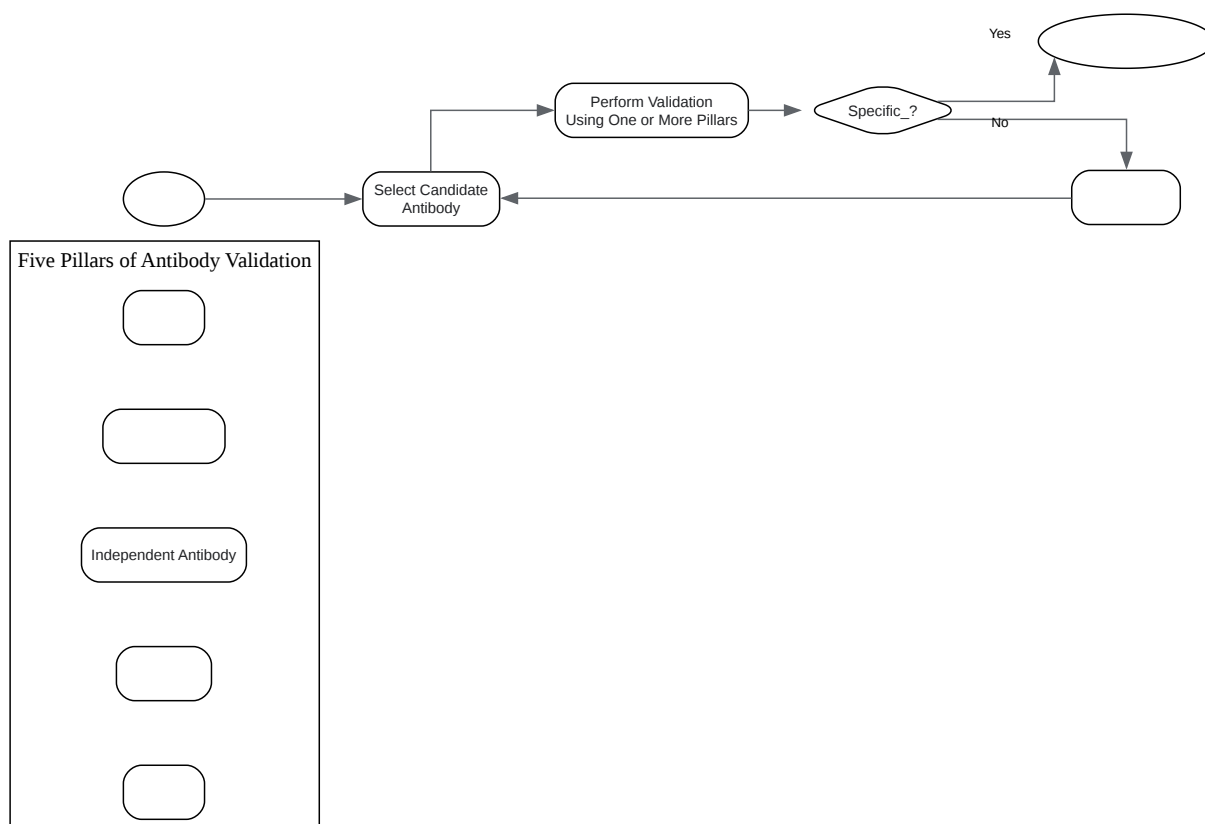 Yes
Perform Validation
Using One or More Pillars
Specific_?
No
Select Candidate
Antibody
Five Pillars of Antibody Validation
Independent Antibody